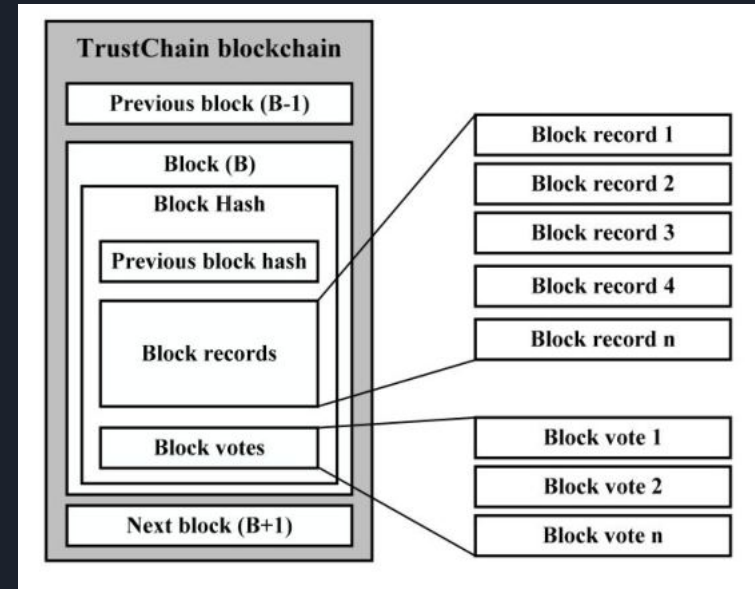 TrustChain blockchain
Previous block (B-1)
Block (B)
Block Hash
Previous block hash
Block records
Block votes
Next block (B+1)
Block record 1
Block record 2
Block record 3
Block record 4
Block record n
Block vote 1
Block vote 2
Block vote n